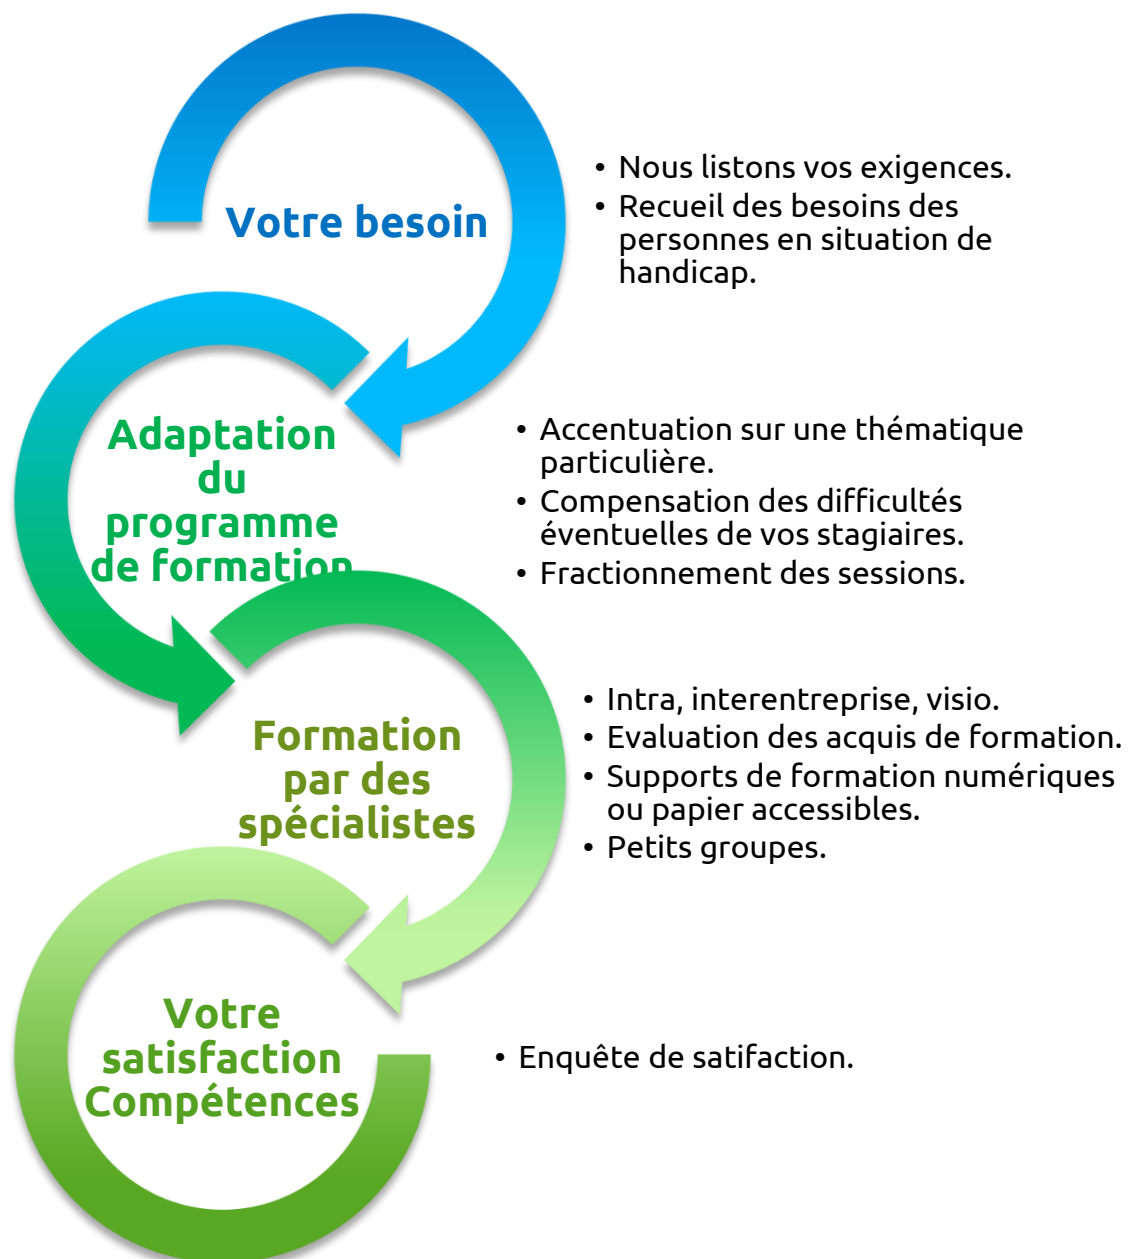 Votre besoin
• Nous listons vos exigences.
• Recueil des besoins des
personnes en situation de
handicap.
Adaptation
du
programme
de formation
• Accentuation sur une thématique
particulière.
• Compensation des difficultés
éventuelles de vos stagiaires.
• Fractionnement des sessions.
Formation
par des
spécialistes
• Intra, interentreprise, visio.
• Evaluation des acquis de formation.
• Supports de formation numériques
ou papier accessibles.
• Petits groupes.
Votre
satisfaction
Compétences
• Enquête de satifaction.